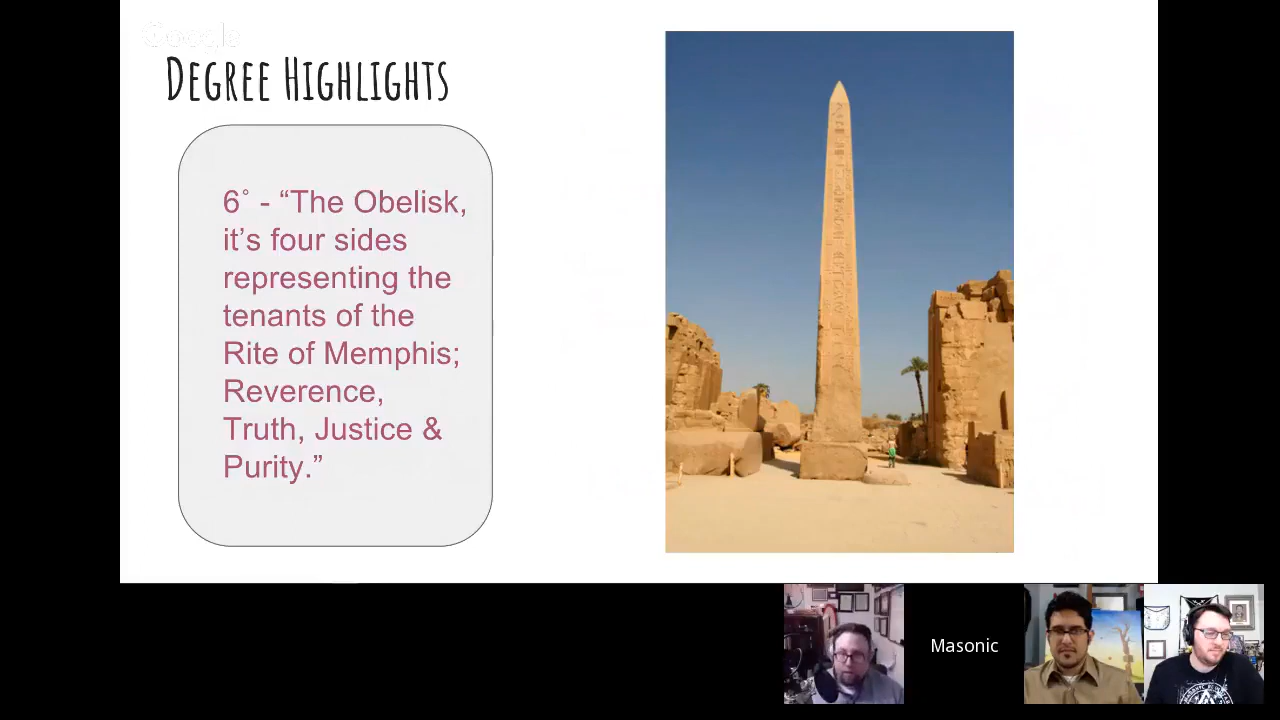 Google
DEGREE HIGHLIGHTS
6° - “The Obelisk,
it’s four sides
representing the
tenants of the
Rite of Memphis;
Reverence,
Truth, Justice &
Purity.”
Masonic